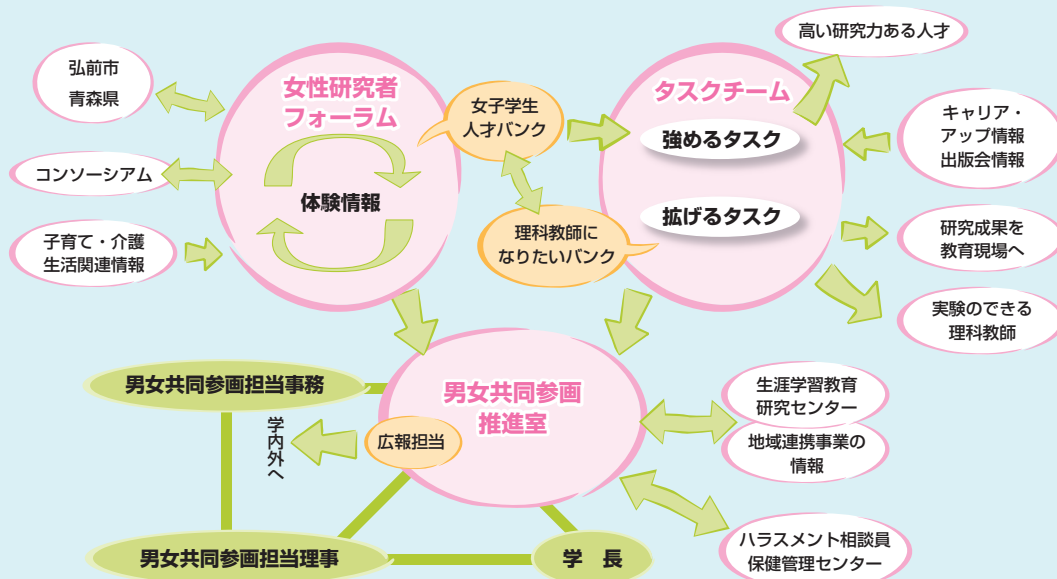 高い研究力ある人才
弘前市
青森県
女性研究者
フォーラム
女子学生
人才バンク
タスクチーム
強めるタスク
キャリア・
アップ情報
出版会情報
コンソーシアム
体験情報
拡げるタスク
子育て・介護
生活関連情報
理科教師に
なりたいバンク
研究成果を
教育現場へ
実験のできる
理科教師
男女共同参画担当事務
男女共同参画
推進室
生涯学習教育
研究センター
学内外へ
広報担当
地域連携事業の
情報
男女共同参画担当理事
学　長
ハラスメント相談員
保健管理センター